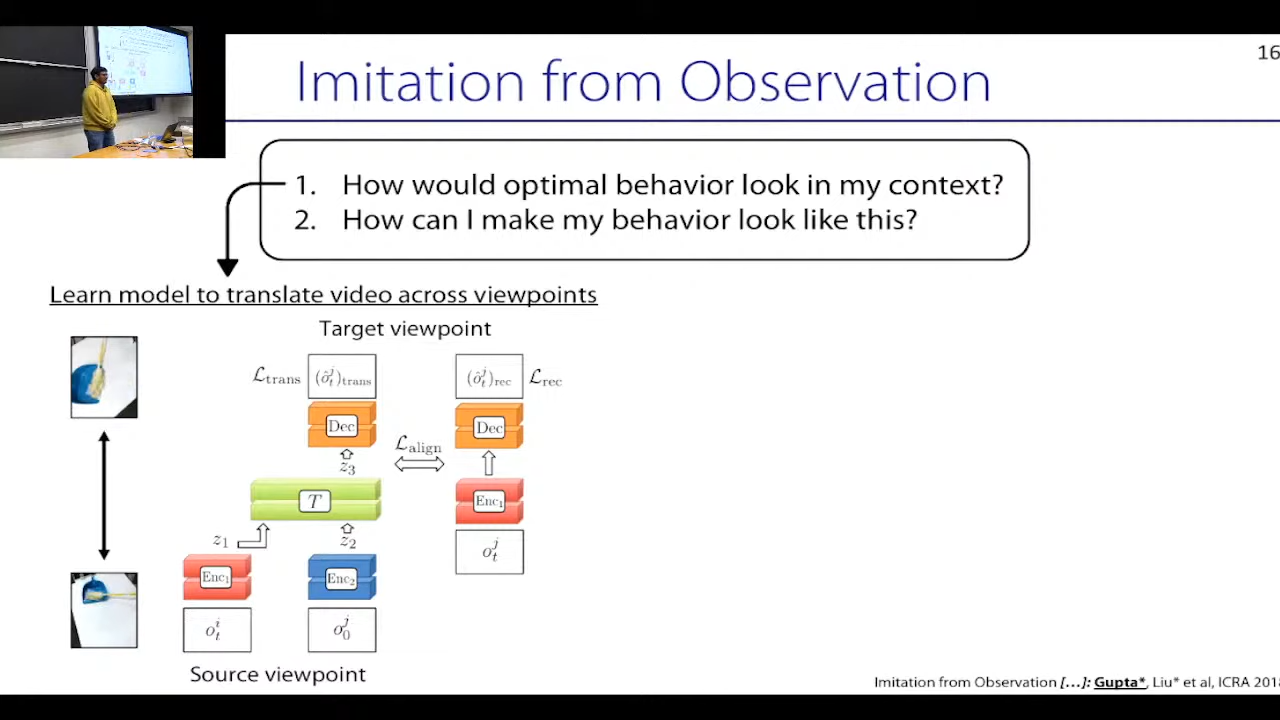 16
Imitation from Observation
1. How would optimal behavior look in my context?
2. How can I make my behavior look like this?
Learn model to translate video across viewpoints
Target viewpoint
ℒtrans (ô_t^j)trans (ô_t^j)rec ℒrec
Dec Dec
ℒalign
z₃
T Enc₁
z₁ z₂ o_t^j
Enc₁ Enc₂
o_t^i o_0^j
Source viewpoint
Imitation from Observation [...]: Gupta*, Liu* et al, ICRA 2018